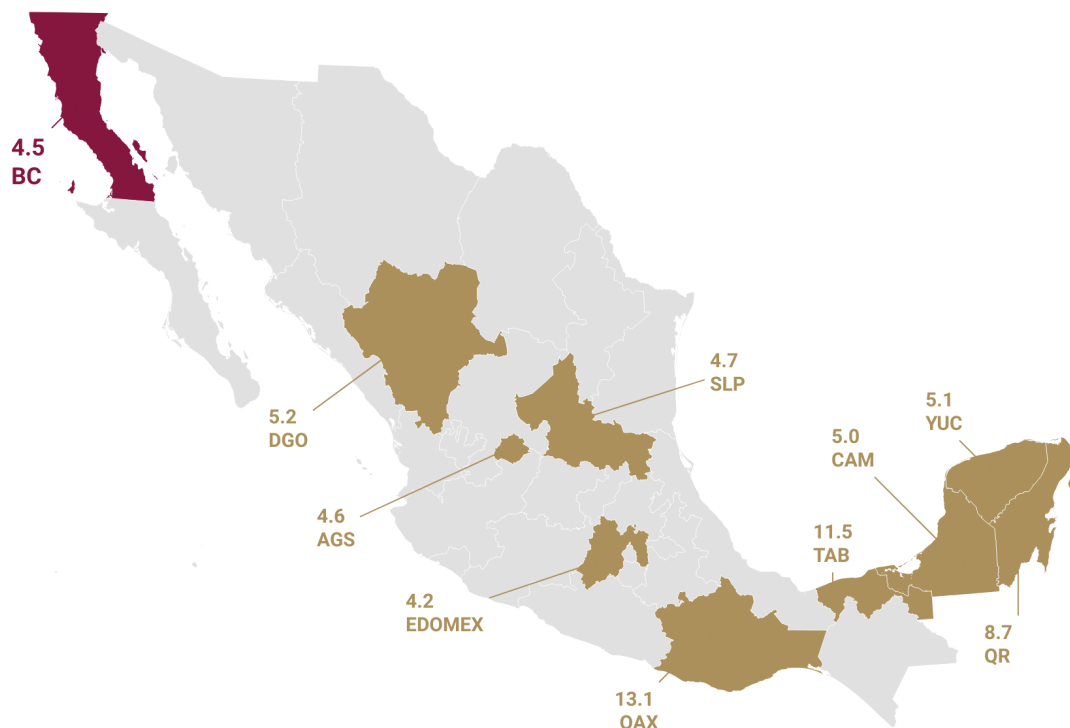 4.5
BC
5.2
DGO
4.7
SLP
4.6
AGS
4.2
EDOMEX
13.1
OAX
11.5
TAB
5.0
CAM
5.1
YUC
8.7
QR